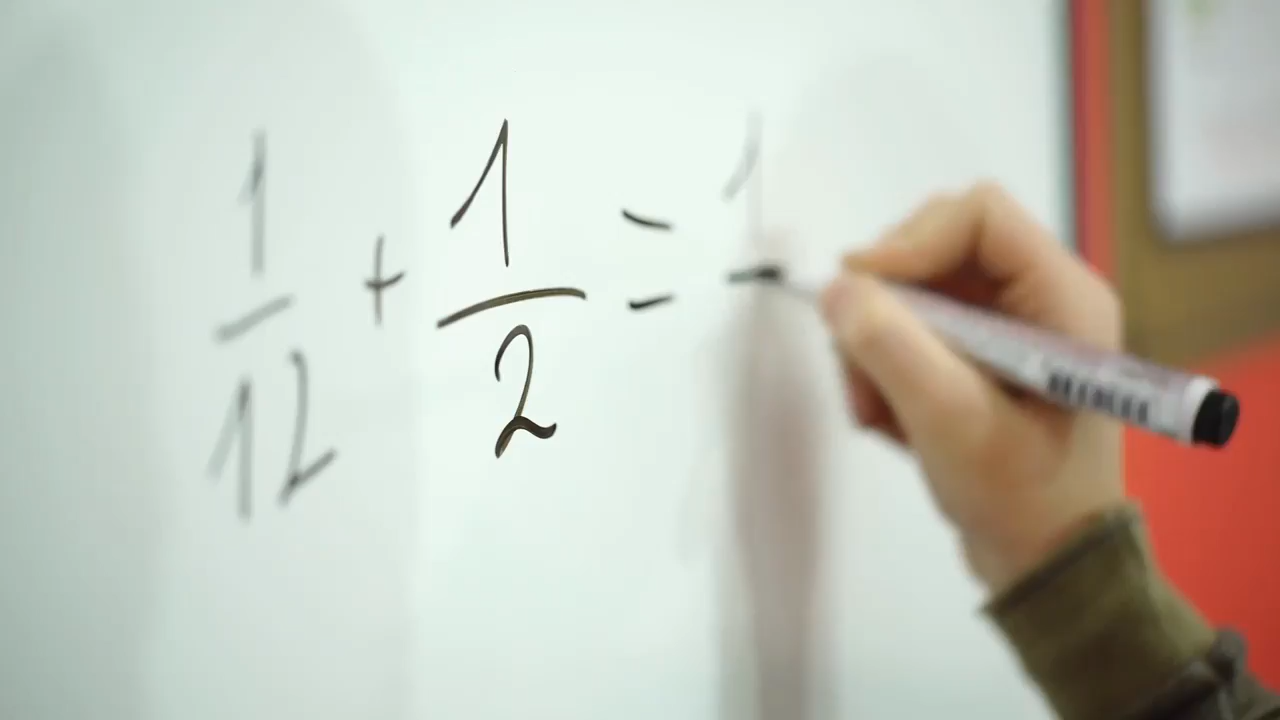 1/12 + 1/2 = 1/